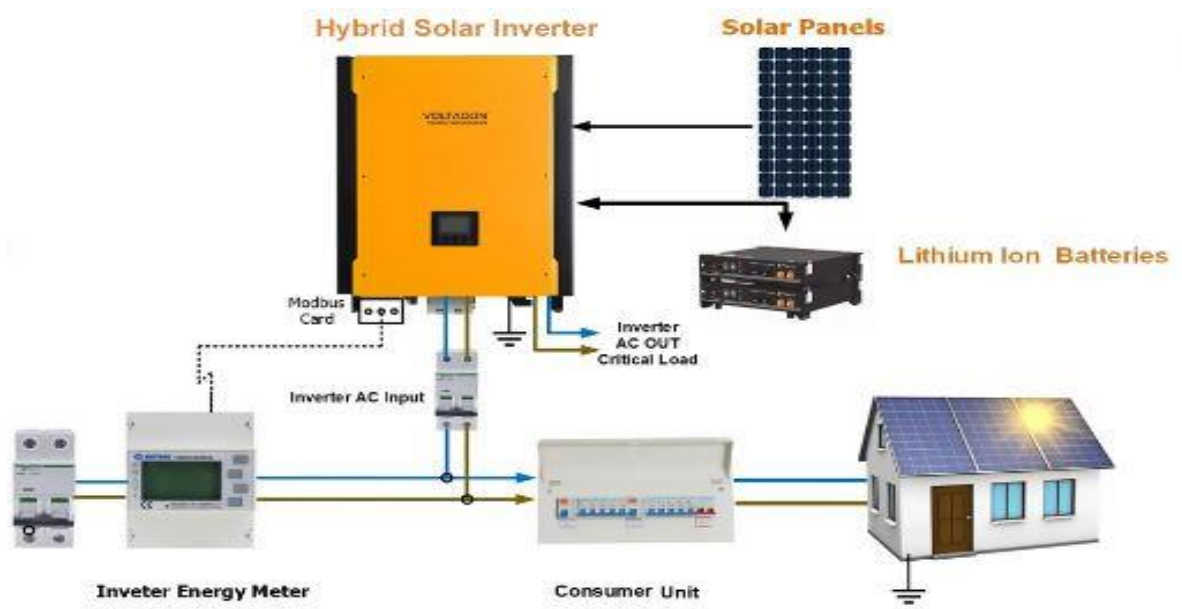 Hybrid Solar Inverter
Solar Panels
VOLTACON
Lithium Ion Batteries
Modbus
Card
Inverter
AC OUT
Critical Load
Inverter AC Input
Inveter Energy Meter
Consumer Unit